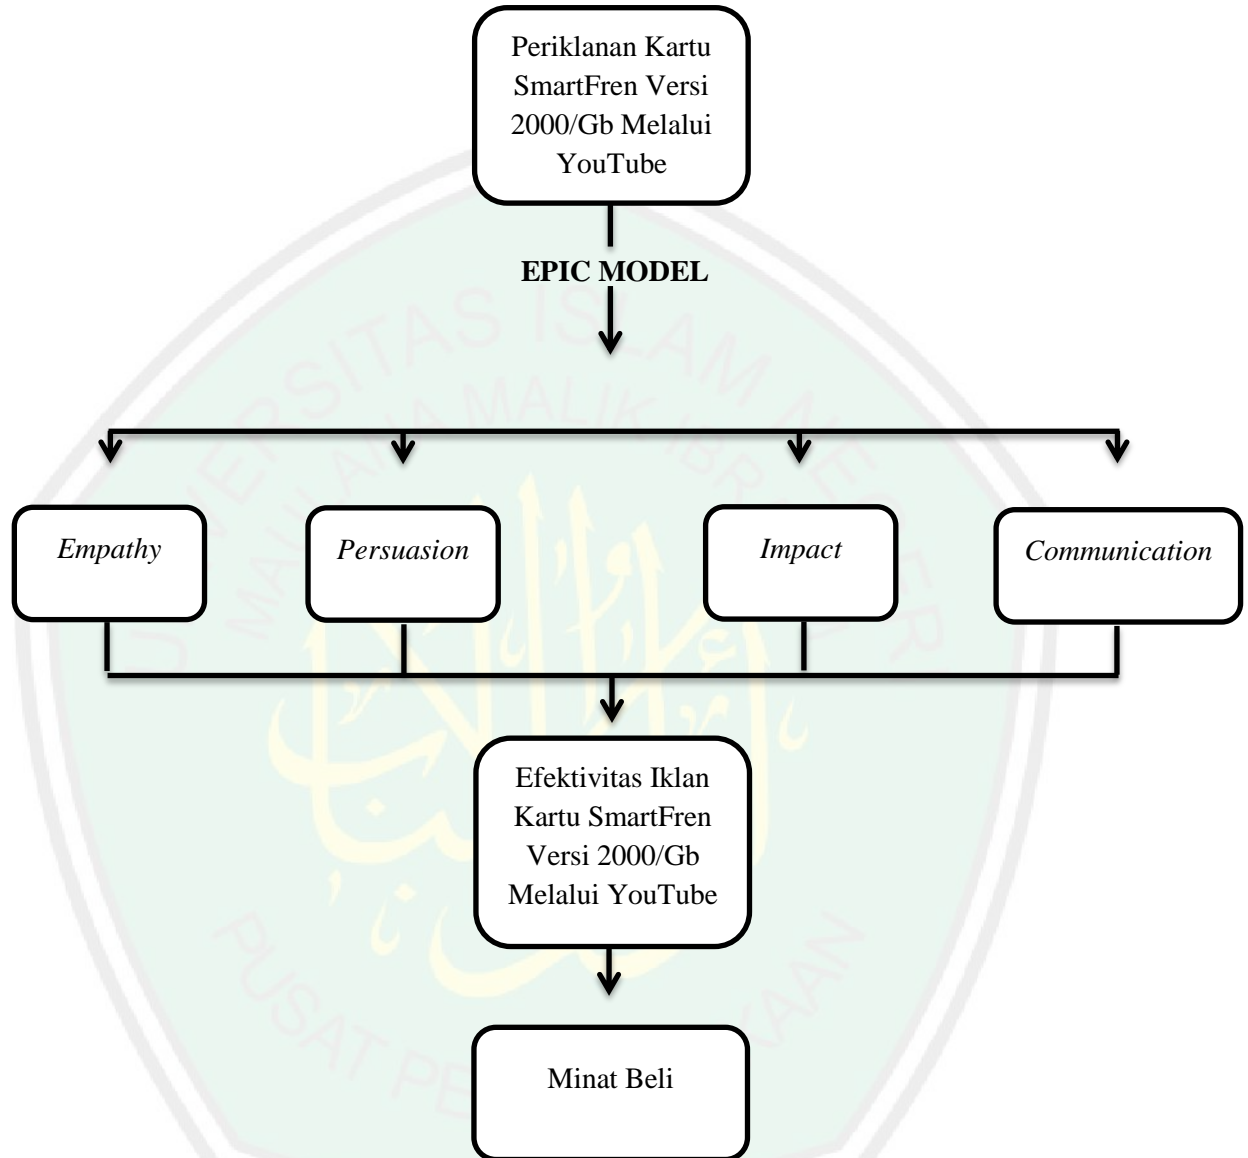 Periklanan Kartu
SmartFren Versi
2000/Gb Melalui
YouTube
EPIC MODEL
Empathy
Persuasion
Impact
Communication
Efektivitas Iklan
Kartu SmartFren
Versi 2000/Gb
Melalui YouTube
Minat Beli